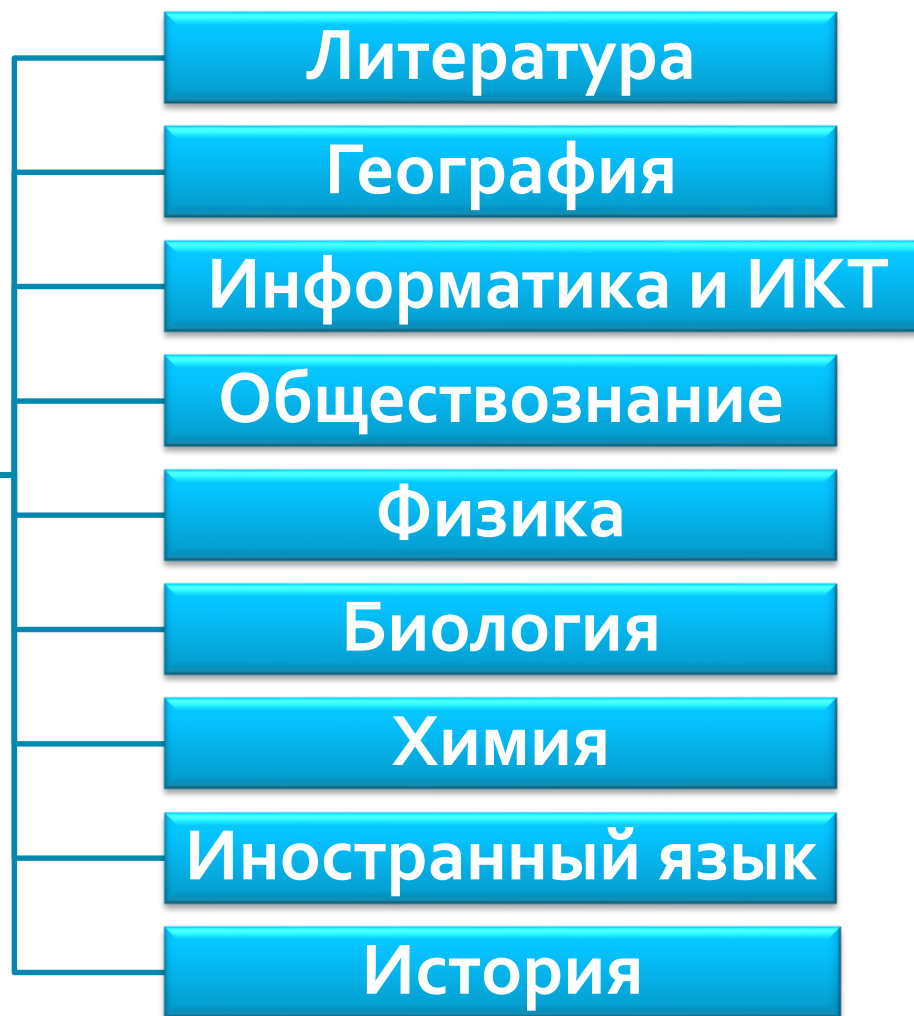 Литература
География
Информатика и ИКТ
Обществознание
Физика
Биология
Химия
Иностранный язык
История